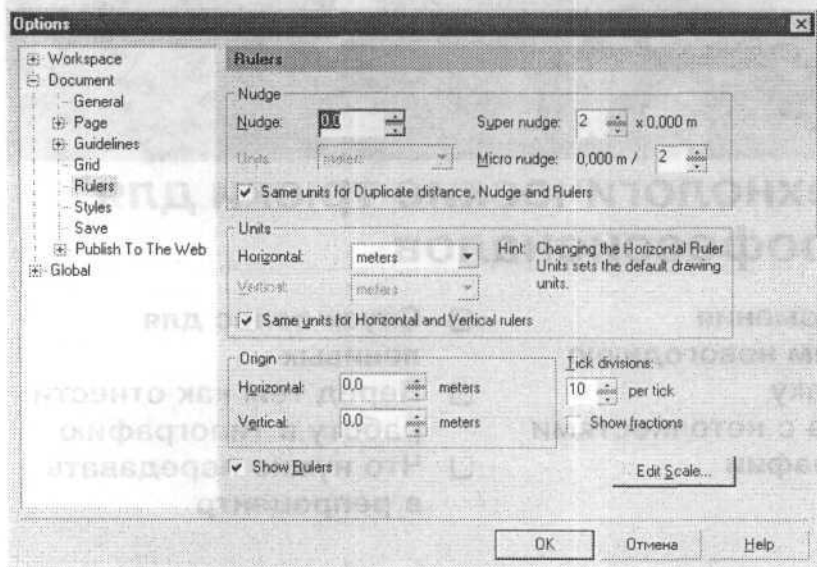 Options
Workspace
Document
General
Page
Guidelines
Grid
Rulers
Styles
Save
Publish To The Web
Global
Rulers
Nudge
Nudge: 0,0 Super nudge: 2 x 0,000 m
Units: meters Micro nudge: 0,000 m / 2
Same units for Duplicate distance, Nudge and Rulers
Units
Horizontal: meters Hint: Changing the Horizontal Ruler
Units sets the default drawing
units.
Vertical: meters
Same units for Horizontal and Vertical rulers
Origin
Horizontal: 0,0 meters
Vertical: 0,0 meters
Tick divisions:
10 per tick
Show fractions
Show Rulers
Edit Scale...
OK Отмена Help